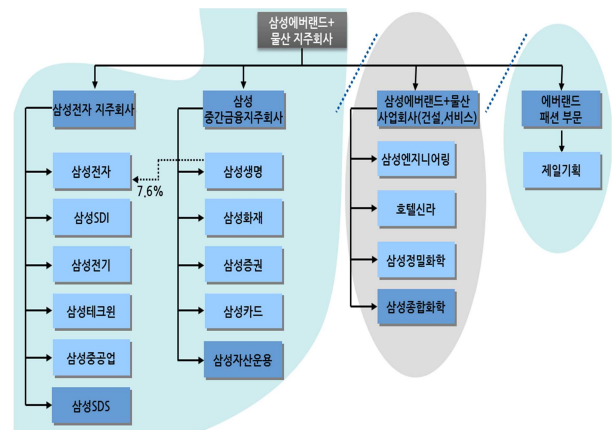 삼성에버랜드+
물산 지주회사
삼성전자 지주회사
삼성
중간금융지주회사
삼성에버랜드+물산
사업회사(건설,서비스)
에버랜드
패션 부문
삼성전자
삼성SDI
삼성전기
삼성테크윈
삼성중공업
삼성SDS
7.6%
삼성생명
삼성화재
삼성증권
삼성카드
삼성자산운용
삼성엔지니어링
호텔신라
삼성정밀화학
삼성종합화학
제일기획